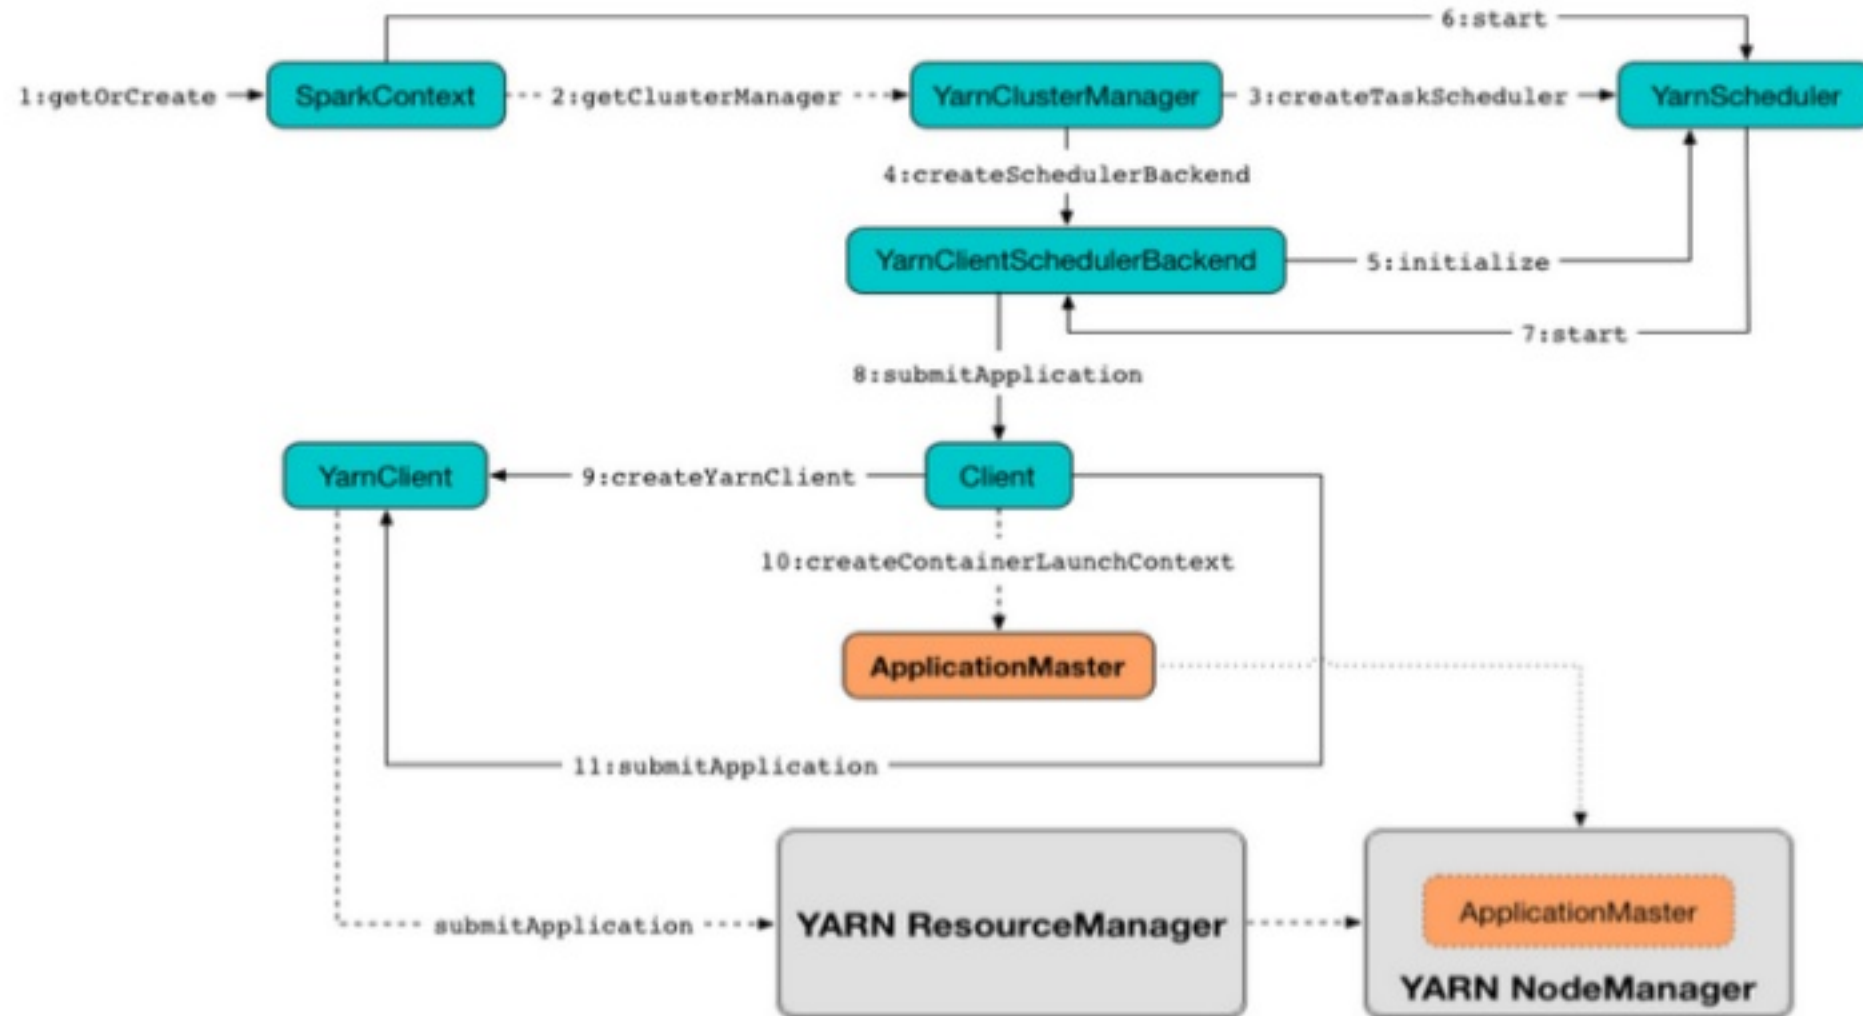 6:start
1:getOrCreate
SparkContext
2:getClusterManager
YarnClusterManager
3:createTaskScheduler
YarnScheduler
4:createSchedulerBackend
YarnClientSchedulerBackend
5:initialize
7:start
8:submitApplication
YarnClient
9:createYarnClient
Client
10:createContainerLaunchContext
ApplicationMaster
11:submitApplication
submitApplication
YARN ResourceManager
ApplicationMaster
YARN NodeManager